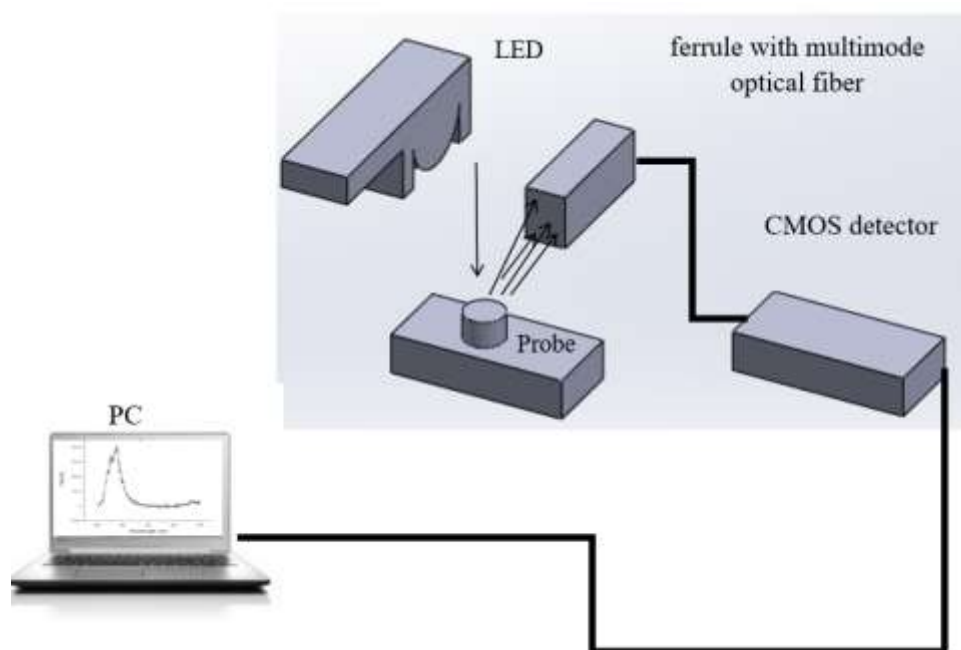 LED
ferrule with multimode
optical fiber
CMOS detector
Probe
PC